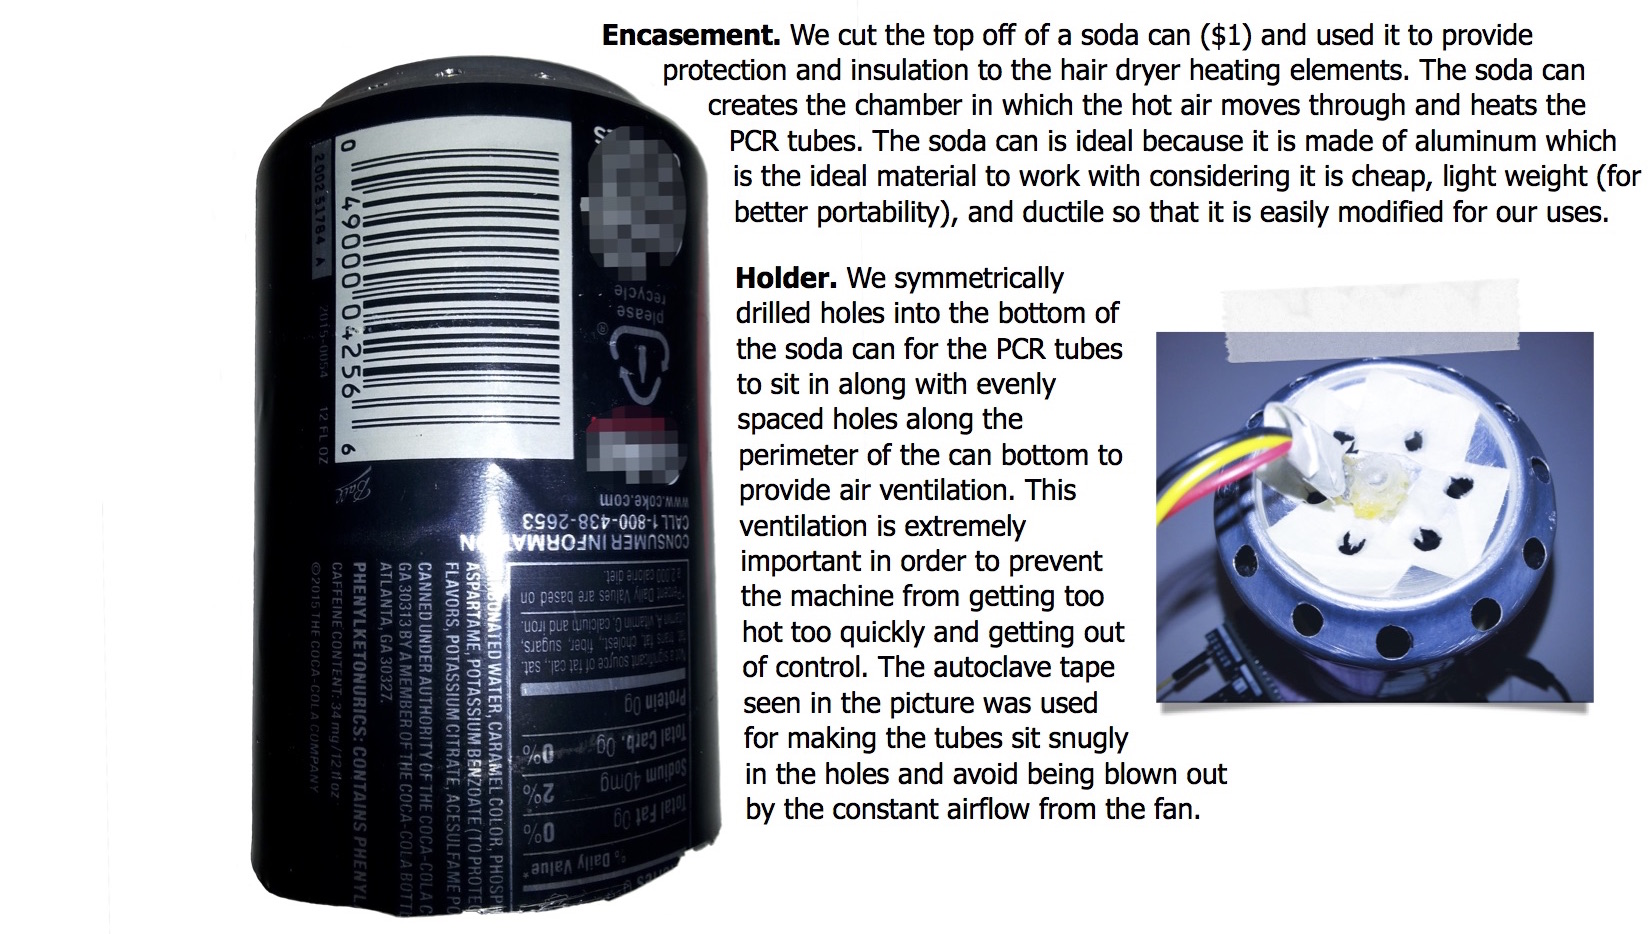 Encasement. We cut the top off of a soda can ($1) and used it to provide
protection and insulation to the hair dryer heating elements. The soda can
creates the chamber in which the hot air moves through and heats the
PCR tubes. The soda can is ideal because it is made of aluminum which
is the ideal material to work with considering it is cheap, light weight (for
better portability), and ductile so that it is easily modified for our uses.
Holder. We symmetrically
drilled holes into the bottom of
the soda can for the PCR tubes
to sit in along with evenly
spaced holes along the
perimeter of the can bottom to
provide air ventilation. This
ventilation is extremely
important in order to prevent
the machine from getting too
hot too quickly and getting out
of control. The autoclave tape
seen in the picture was used
for making the tubes sit snugly
in the holes and avoid being blown out
by the constant airflow from the fan.
200251784 A
2015-0054
12 FL OZ
0 49000 04256 6
Ball
please
recycle
www.coke.com
CALL 1-800-438-2653
CONSUMER INFORMATION
% Daily Value*
Total Fat 0g 0%
Sodium 40mg 2%
Total Carb. 0g 0%
Protein 0g
Not a significant source of fat cal., sat.
fat, trans fat, cholest., fiber, sugars,
vitamin A, vitamin C, calcium and iron.
*Percent Daily Values are based on
a 2,000 calorie diet.
CARBONATED WATER, CARAMEL COLOR, PHOSP
ASPARTAME, POTASSIUM BENZOATE (TO PROTEC
FLAVORS, POTASSIUM CITRATE, ACESULFAME PO
CANNED UNDER AUTHORITY OF THE COCA-COLA C
GA 30313 BY A MEMBER OF THE COCA-COLA BOTT
ATLANTA, GA 30327.
PHENYLKETONURICS: CONTAINS PHENYL
CAFFEINE CONTENT: 34 mg/12 fl oz
©2015 THE COCA-COLA COMPANY